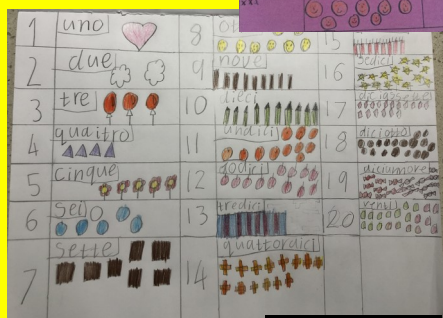 1 uno
2 due
3 tre
4 quaitro
5 cinque
6 sei
7 sette
8
9 nove
10 dieci
11 undici
12 dodici
13 tredici
14 quattordici
15
16 sedici
17
18 diciotto
19
20 venti